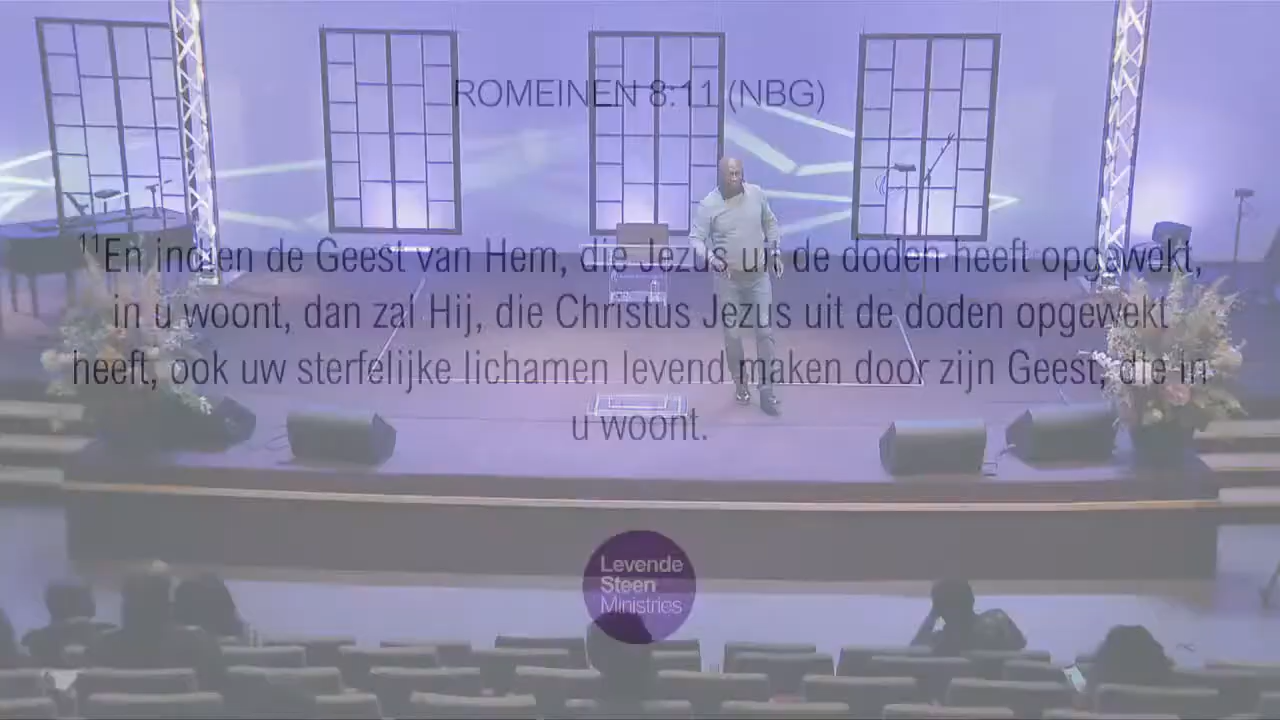 ROMEINEN 8:11 (NBG)
¹¹En indien de Geest van Hem, die Jezus uit de doden heeft opgewekt,
in u woont, dan zal Hij, die Christus Jezus uit de doden opgewekt
heeft, ook uw sterfelijke lichamen levend maken door zijn Geest, die in
u woont.
Levende
Steen
Ministries